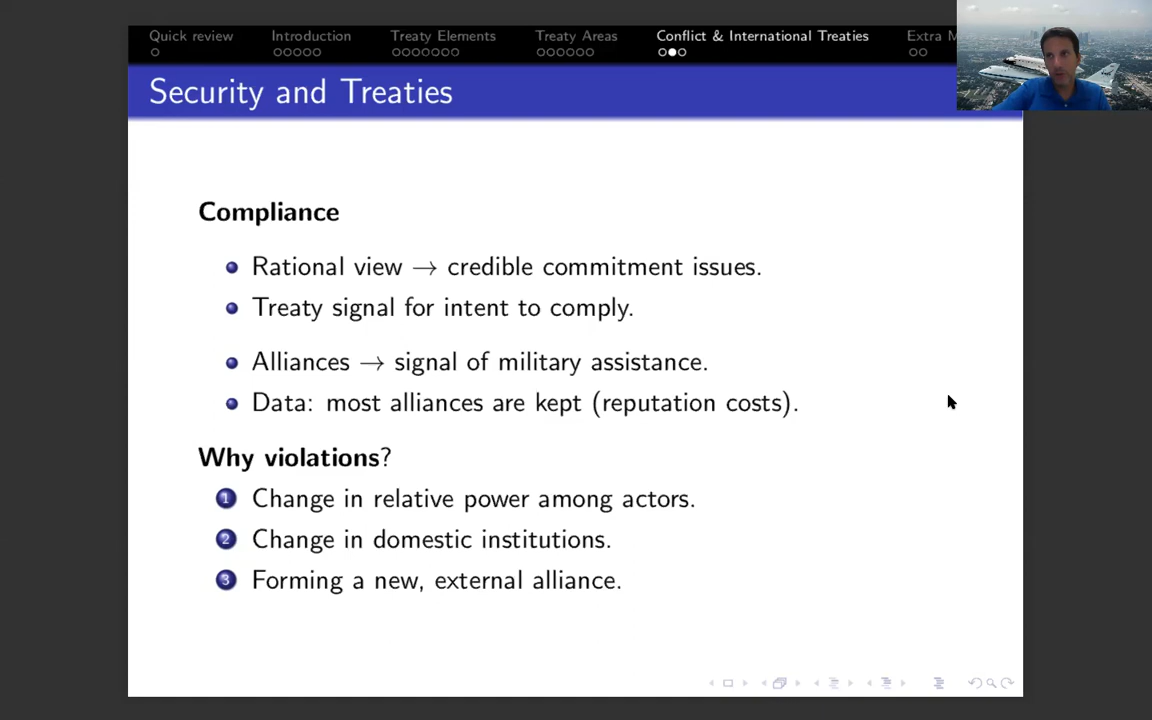 Quick review Introduction Treaty Elements Treaty Areas Conflict & International Treaties Extra
Security and Treaties
Compliance
Rational view → credible commitment issues.
Treaty signal for intent to comply.
Alliances → signal of military assistance.
Data: most alliances are kept (reputation costs).
Why violations?
1 Change in relative power among actors.
2 Change in domestic institutions.
3 Forming a new, external alliance.